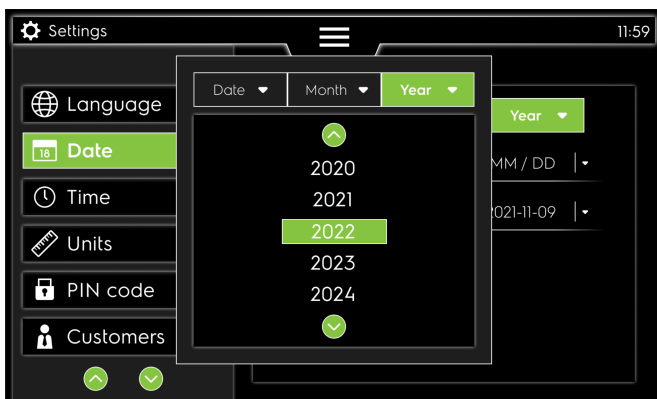 Settings
11:59
Language
18
Date
Time
Units
PIN code
Customers
Date Month Year
2020
2021
2022
2023
2024
Year
MM / DD
2021-11-09